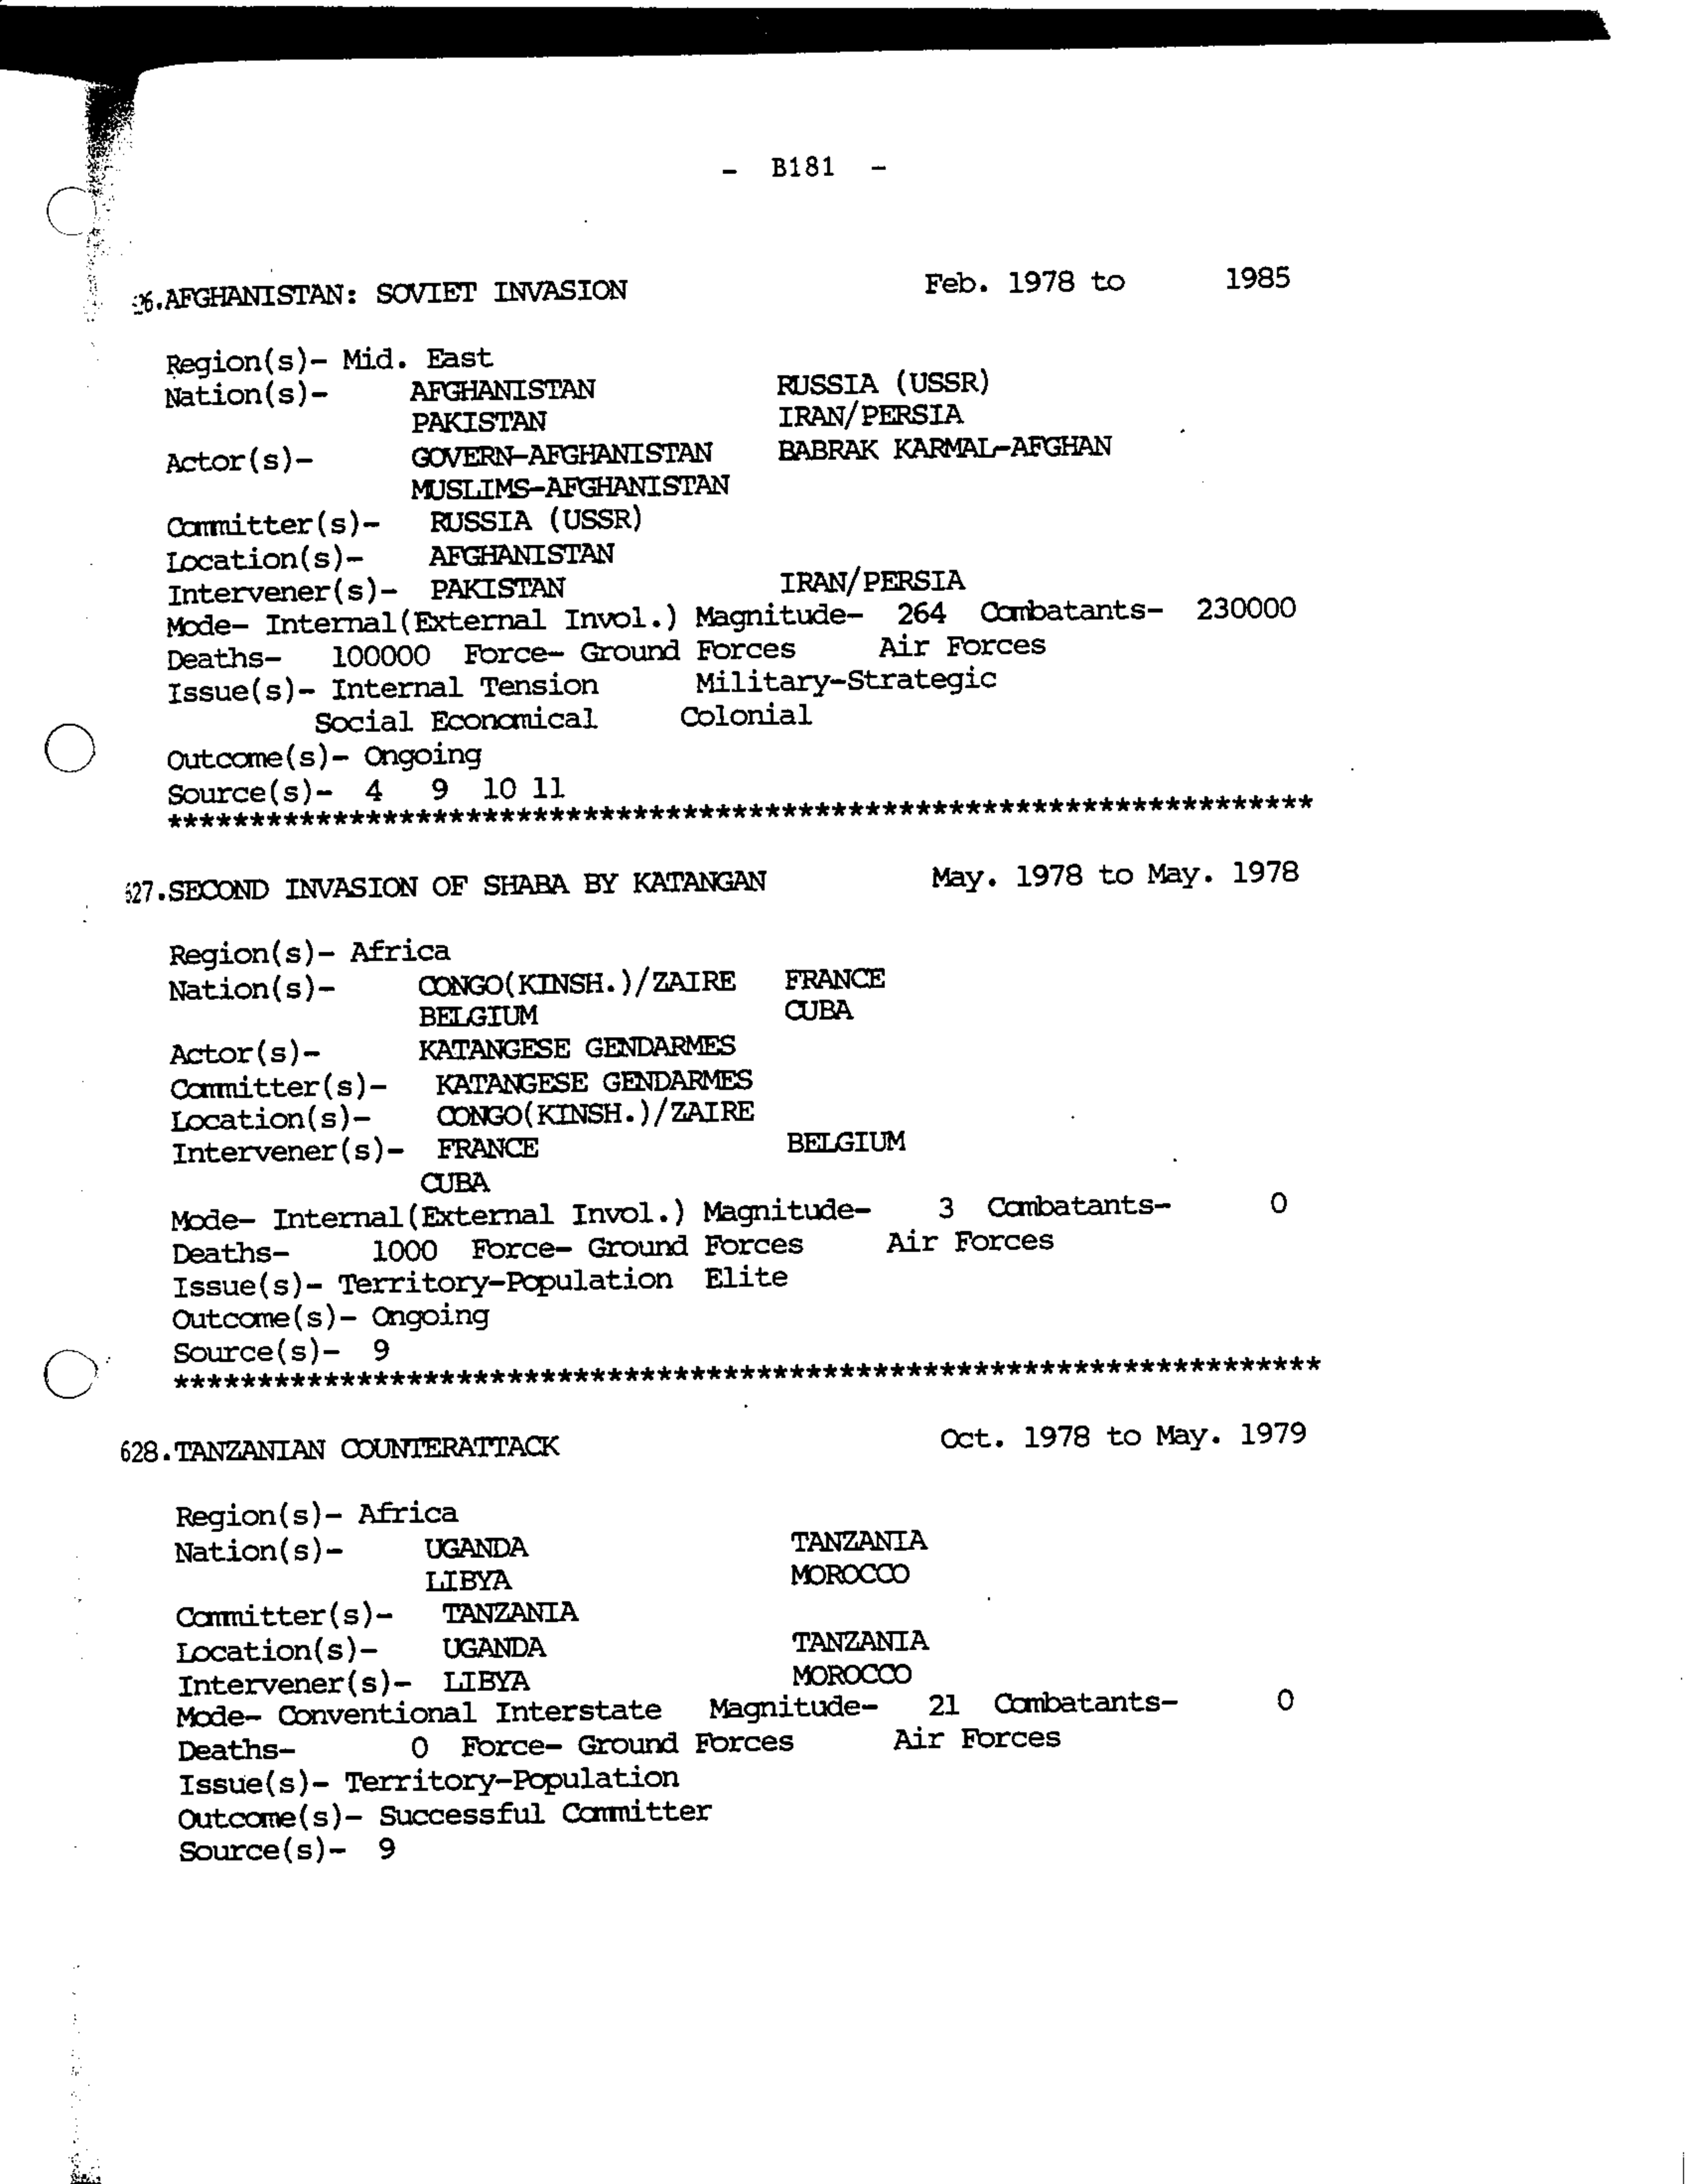 - B181 -
26.AFGHANISTAN: SOVIET INVASION Feb. 1978 to 1985
Region(s)- Mid. East
Nation(s)- AFGHANISTAN RUSSIA (USSR)
PAKISTAN IRAN/PERSIA
Actor(s)- GOVERN-AFGHANISTAN BABRAK KARMAL-AFGHAN
MUSLIMS-AFGHANISTAN
Committer(s)- RUSSIA (USSR)
Location(s)- AFGHANISTAN
Intervener(s)- PAKISTAN IRAN/PERSIA
Mode- Internal(External Invol.) Magnitude- 264 Combatants- 230000
Deaths- 100000 Force- Ground Forces Air Forces
Issue(s)- Internal Tension Military-Strategic
Social Economical Colonial
Outcome(s)- Ongoing
Source(s)- 4 9 10 11
**********************************************************************
627.SECOND INVASION OF SHABA BY KATANGAN May. 1978 to May. 1978
Region(s)- Africa
Nation(s)- CONGO(KINSH.)/ZAIRE FRANCE
BELGIUM CUBA
Actor(s)- KATANGESE GENDARMES
Committer(s)- KATANGESE GENDARMES
Location(s)- CONGO(KINSH.)/ZAIRE
Intervener(s)- FRANCE BELGIUM
CUBA
Mode- Internal(External Invol.) Magnitude- 3 Combatants- 0
Deaths- 1000 Force- Ground Forces Air Forces
Issue(s)- Territory-Population Elite
Outcome(s)- Ongoing
Source(s)- 9
**********************************************************************
628.TANZANIAN COUNTERATTACK Oct. 1978 to May. 1979
Region(s)- Africa
Nation(s)- UGANDA TANZANIA
LIBYA MOROCCO
Committer(s)- TANZANIA
Location(s)- UGANDA TANZANIA
Intervener(s)- LIBYA MOROCCO
Mode- Conventional Interstate Magnitude- 21 Combatants- 0
Deaths- 0 Force- Ground Forces Air Forces
Issue(s)- Territory-Population
Outcome(s)- Successful Committer
Source(s)- 9